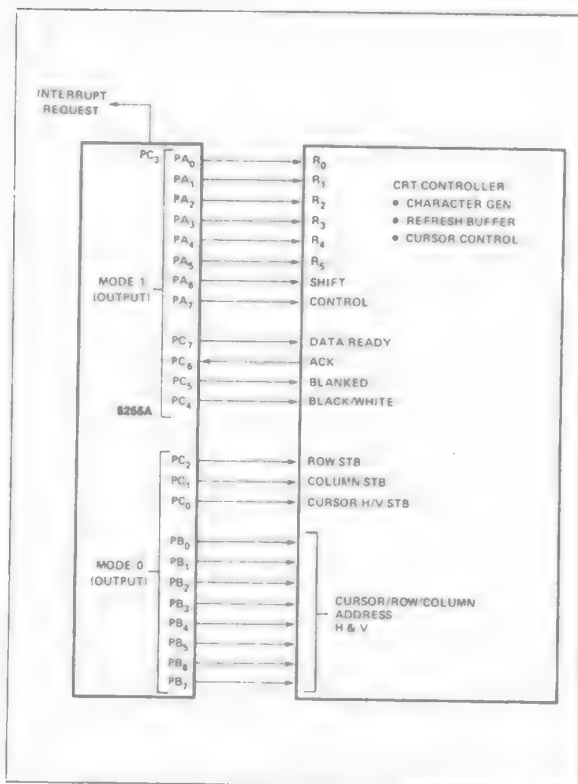 INTERRUPT
REQUEST
PC3 PA0 R0
PA1 R1
CRT CONTROLLER
PA2 R2
• CHARACTER GEN
PA3 R3
• REFRESH BUFFER
PA4 R4
• CURSOR CONTROL
PA5 R5
MODE 1
(OUTPUT)
PA6 SHIFT
PA7 CONTROL
PC7 DATA READY
PC6 ACK
PC5 BLANKED
PC4 BLACK/WHITE
8255A
PC2 ROW STB
PC1 COLUMN STB
PC0 CURSOR H/V STB
MODE 0
(OUTPUT)
PB0
PB1
PB2
PB3
PB4
PB5
PB6
PB7
CURSOR/ROW/COLUMN
ADDRESS
H & V